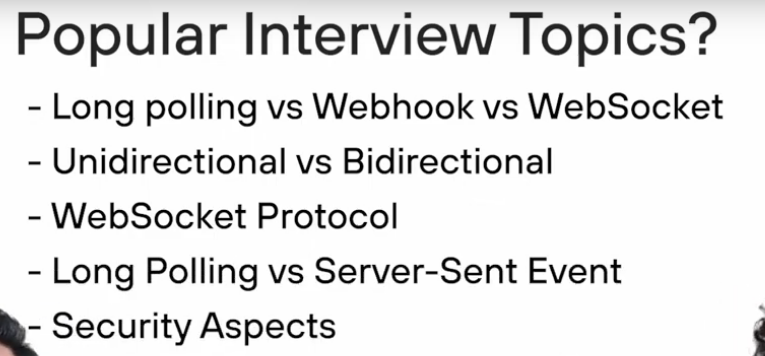 Popular Interview Topics?
- Long polling vs Webhook vs WebSocket
- Unidirectional vs Bidirectional
- WebSocket Protocol
- Long Polling vs Server-Sent Event
- Security Aspects